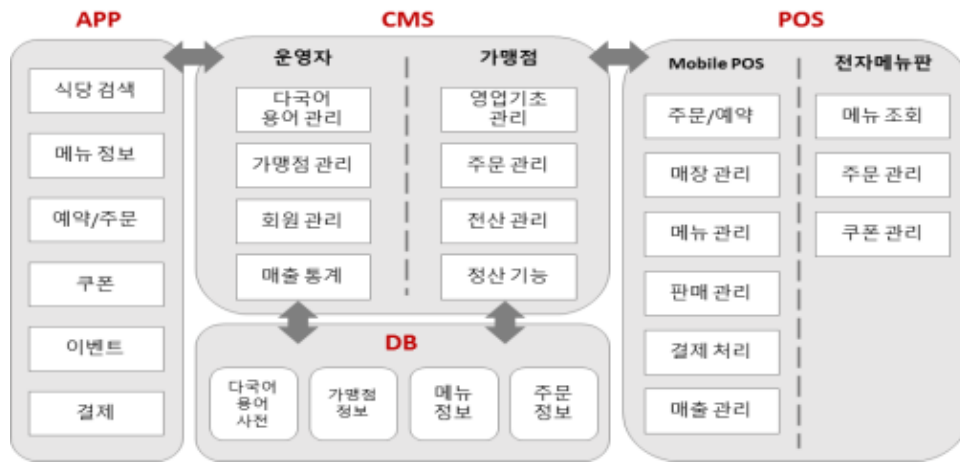 APP
식당 검색
메뉴 정보
예약/주문
쿠폰
이벤트
결제
CMS
운영자
다국어
용어 관리
가맹점 관리
회원 관리
매출 통계
가맹점
영업기초
관리
주문 관리
전산 관리
정산 기능
DB
다국어
용어
사전
가맹점
정보
메뉴
정보
주문
정보
POS
Mobile POS
주문/예약
매장 관리
메뉴 관리
판매 관리
결제 처리
매출 관리
전자메뉴판
메뉴 조회
주문 관리
쿠폰 관리